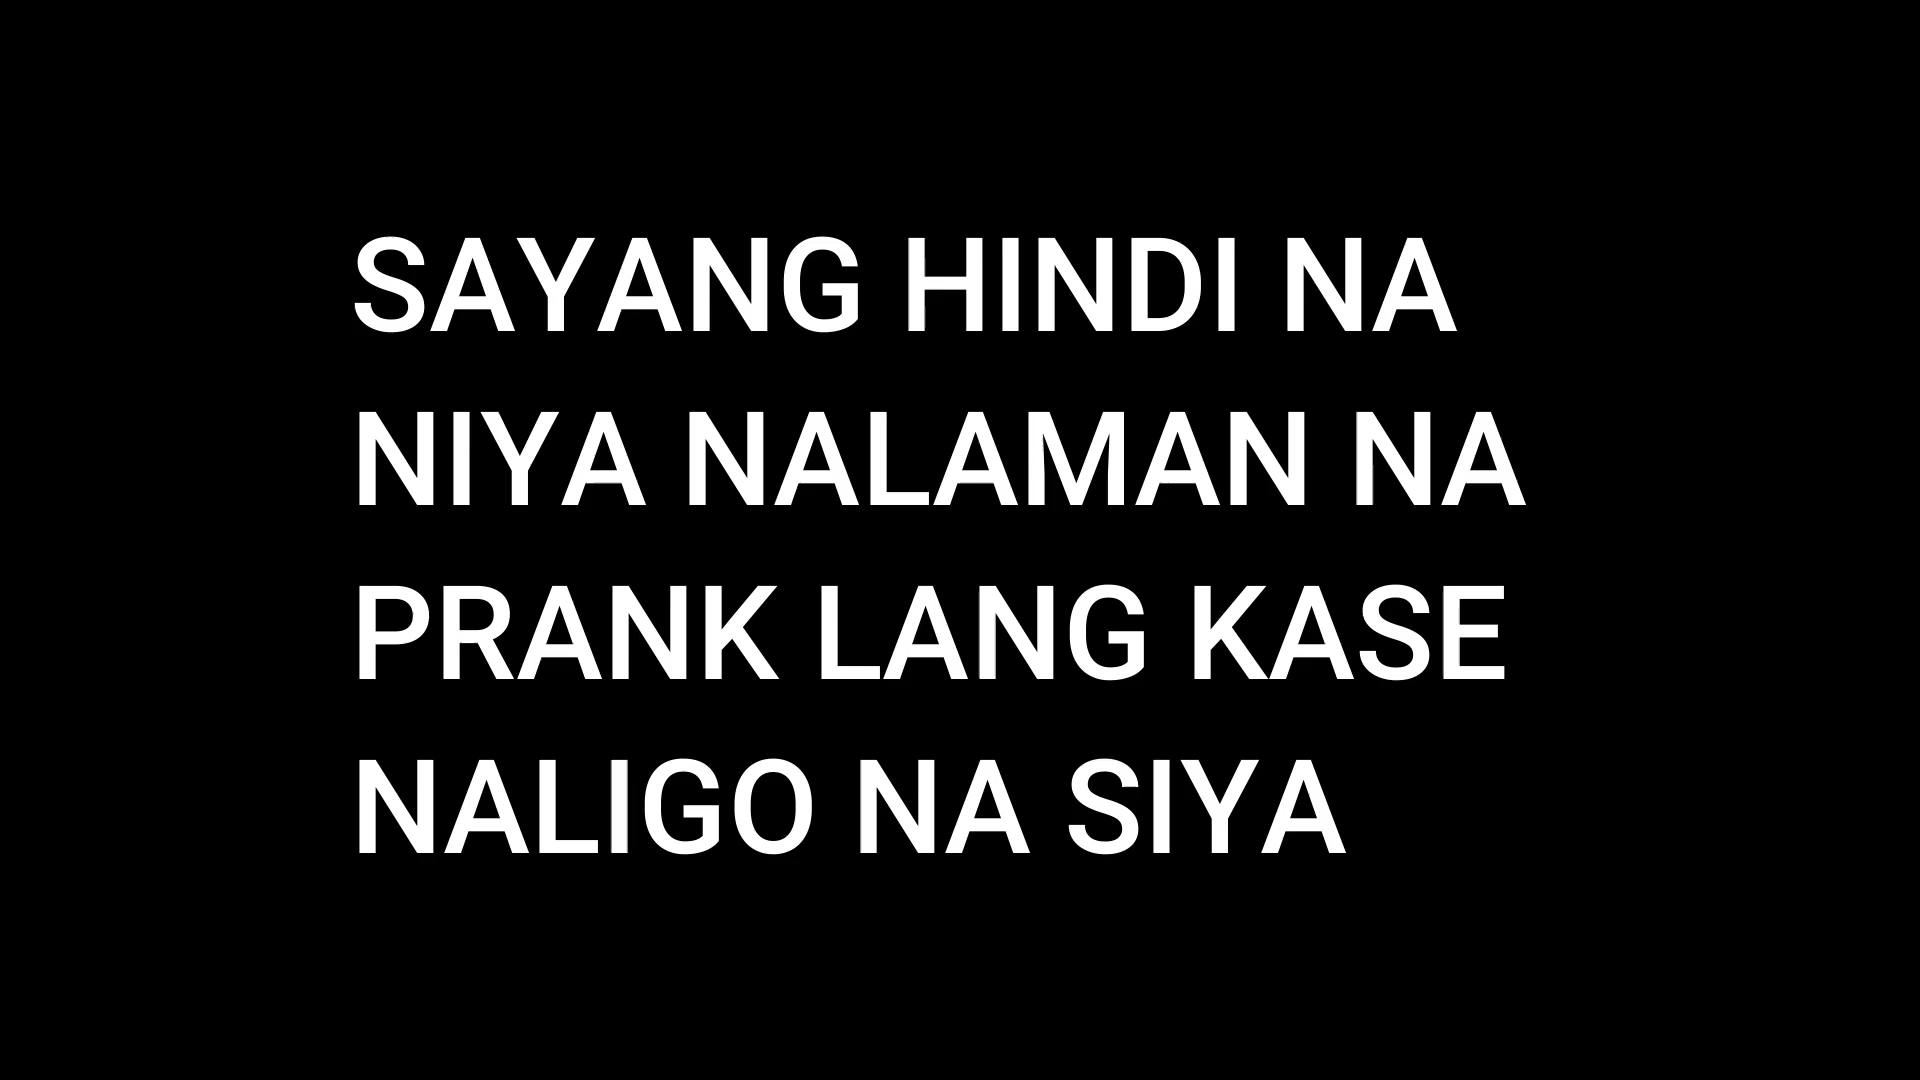 SAYANG HINDI NA
NIYA NALAMAN NA
PRANK LANG KASE
NALIGO NA SIYA